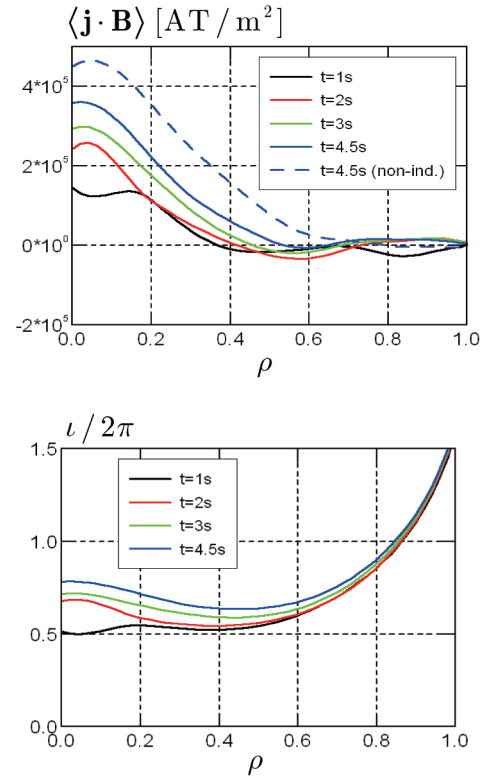 ⟨j · B⟩ [AT / m²]
4*10⁵
2*10⁵
0*10⁰
-2*10⁵
t=1s
t=2s
t=3s
t=4.5s
t=4.5s (non-ind.)
0.0 0.2 0.4 0.6 0.8 1.0
ρ
ι / 2π
1.5
1.0
0.5
0.0
t=1s
t=2s
t=3s
t=4.5s
0.0 0.2 0.4 0.6 0.8 1.0
ρ